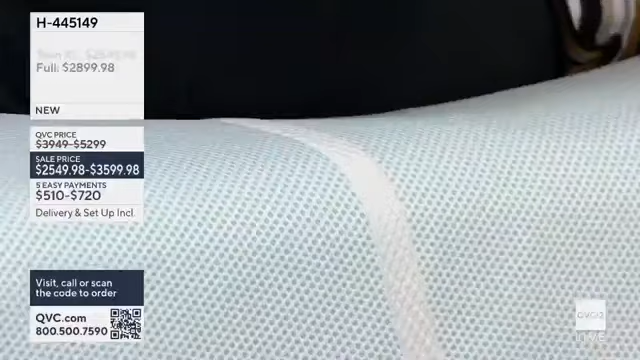 H-445149
Full: $2899.98
NEW
QVC PRICE
$3949-$5299
SALE PRICE
$2549.98-$3599.98
5 EASY PAYMENTS
$510-$720
Delivery & Set Up Incl.
Visit, call or scan
the code to order
QVC.com
800.500.7590
LIVE